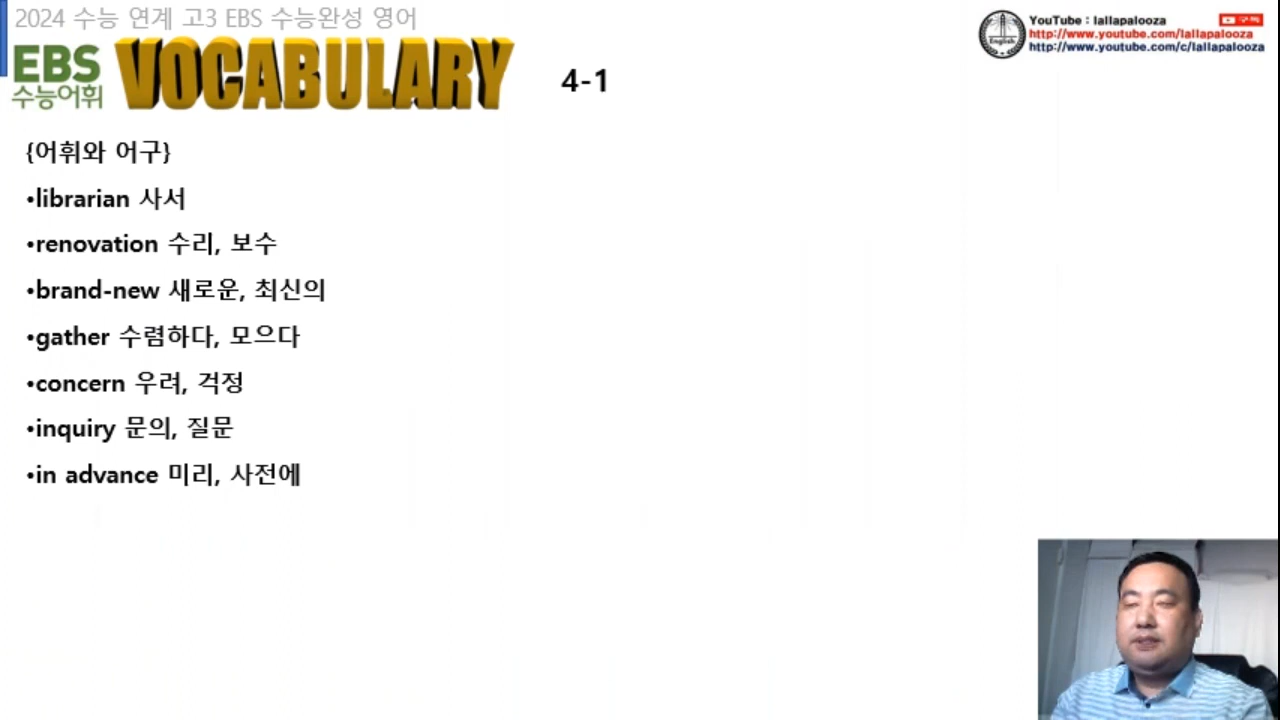 2024 수능 연계 고3 EBS 수능완성 영어
EBS
수능어휘
VOCABULARY
4-1
YouTube : lallapalooza
구독
http://www.youtube.com/lallapalooza
http://www.youtube.com/c/lallapalooza
English
{어휘와 어구}
•librarian 사서
•renovation 수리, 보수
•brand-new 새로운, 최신의
•gather 수렴하다, 모으다
•concern 우려, 걱정
•inquiry 문의, 질문
•in advance 미리, 사전에